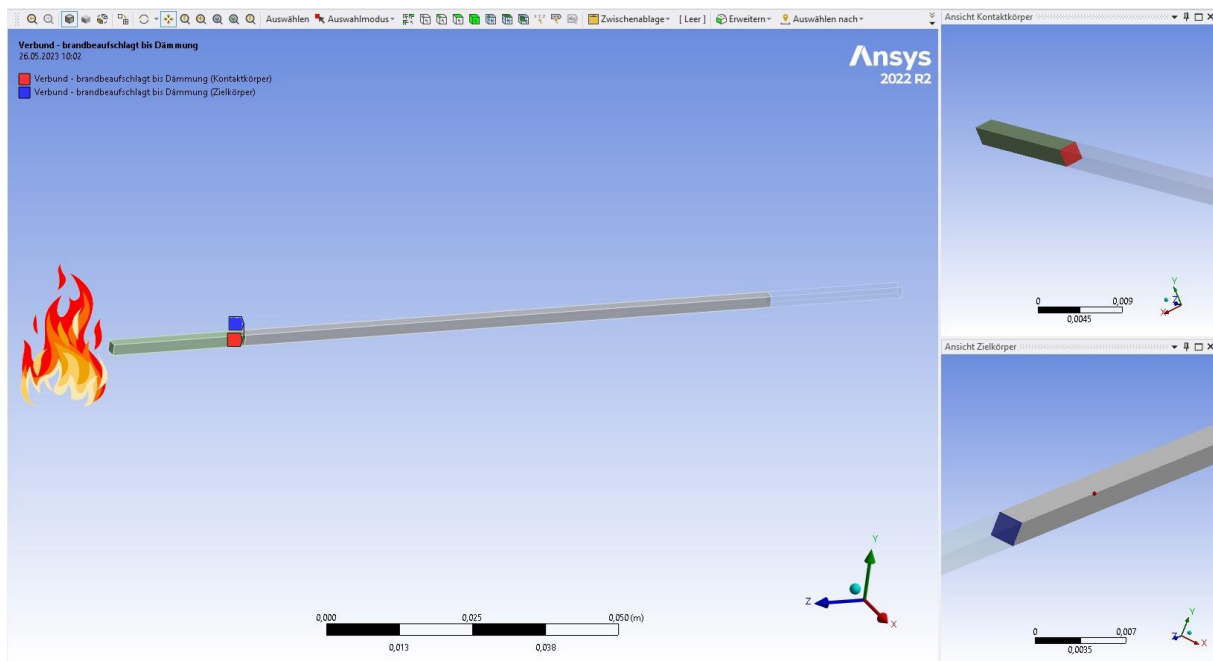 Auswählen Auswahlmodus Zwischenablage [Leer] Erweitern Auswählen nach
Verbund - brandbeaufschlagt bis Dämmung
26.05.2023 10:02
Verbund - brandbeaufschlagt bis Dämmung (Kontaktkörper)
Verbund - brandbeaufschlagt bis Dämmung (Zielkörper)
Ansys
2022 R2
0,000 0,025 0,050 (m)
0,013 0,038
Y
Z
X
Ansicht Kontaktkörper
0 0,009
0,0045
Y
Z
X
Ansicht Zielkörper
0 0,007
0,0035
Y
Z
X